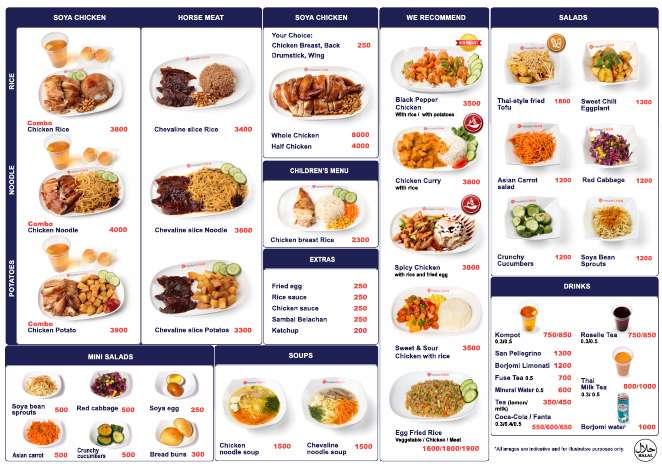 SOYA CHICKEN
RICE
Combo
Chicken Rice 3800
NOODLE
Combo
Chicken Noodle 4000
POTATOES
Combo
Chicken Potato 3900
HORSE MEAT
Chevaline slice Rice 3400
Chevaline slice Noodle 3600
Chevaline slice Potatos 3300
SOYA CHICKEN
Your Choice:
Chicken Breast, Back 250
Drumstick, Wing
Whole Chicken 8000
Half Chicken 4000
CHILDREN'S MENU
Chicken breast Rice 2300
EXTRAS
Fried egg 250
Rice sauce 250
Chicken sauce 250
Sambal Belachan 250
Ketchup 200
WE RECOMMEND
Black Pepper
Chicken 3500
With rice / with potatoes
Chicken Curry 3800
with rice
Spicy Chicken 3800
with rice and fried egg
Sweet & Sour
Chicken with rice 3500
Egg Fried Rice
Veggetable / Chicken / Meat
1600/1800/1900
SALADS
Thai-style fried
Tofu 1800
Sweet Chili
Eggplant 1300
Asian Carrot
salad 1200
Red Cabbage 1200
Crunchy
Cucumbers 1200
Soya Bean
Sprouts 1200
DRINKS
Kompot 750/850
0.3/0.5
Roselle Tea 750/850
0.3/0.5
San Pellegrino 1300
Borjomi Limonati 1200
Fuse Tea 0.5 700
Mineral Water 0.5 600
Tea (lemon/
milk) 350/450
Coca-Cola / Fanta
0.3/0.4/0.5 550/600/650
Thai
Milk Tea 800/1000
0.3/ 0.5
Borjomi water 1000
MINI SALADS
Soya bean
sprouts 500
Red cabbage 500
Soya egg 250
Asian carrot 500
Crunchy
cucumbers 500
Bread buns 300
SOUPS
Chicken
noodle soup 1500
Chevaline
noodle soup 1500
*All images are indicative and for illustrative purposes only.
حلال
HALAL